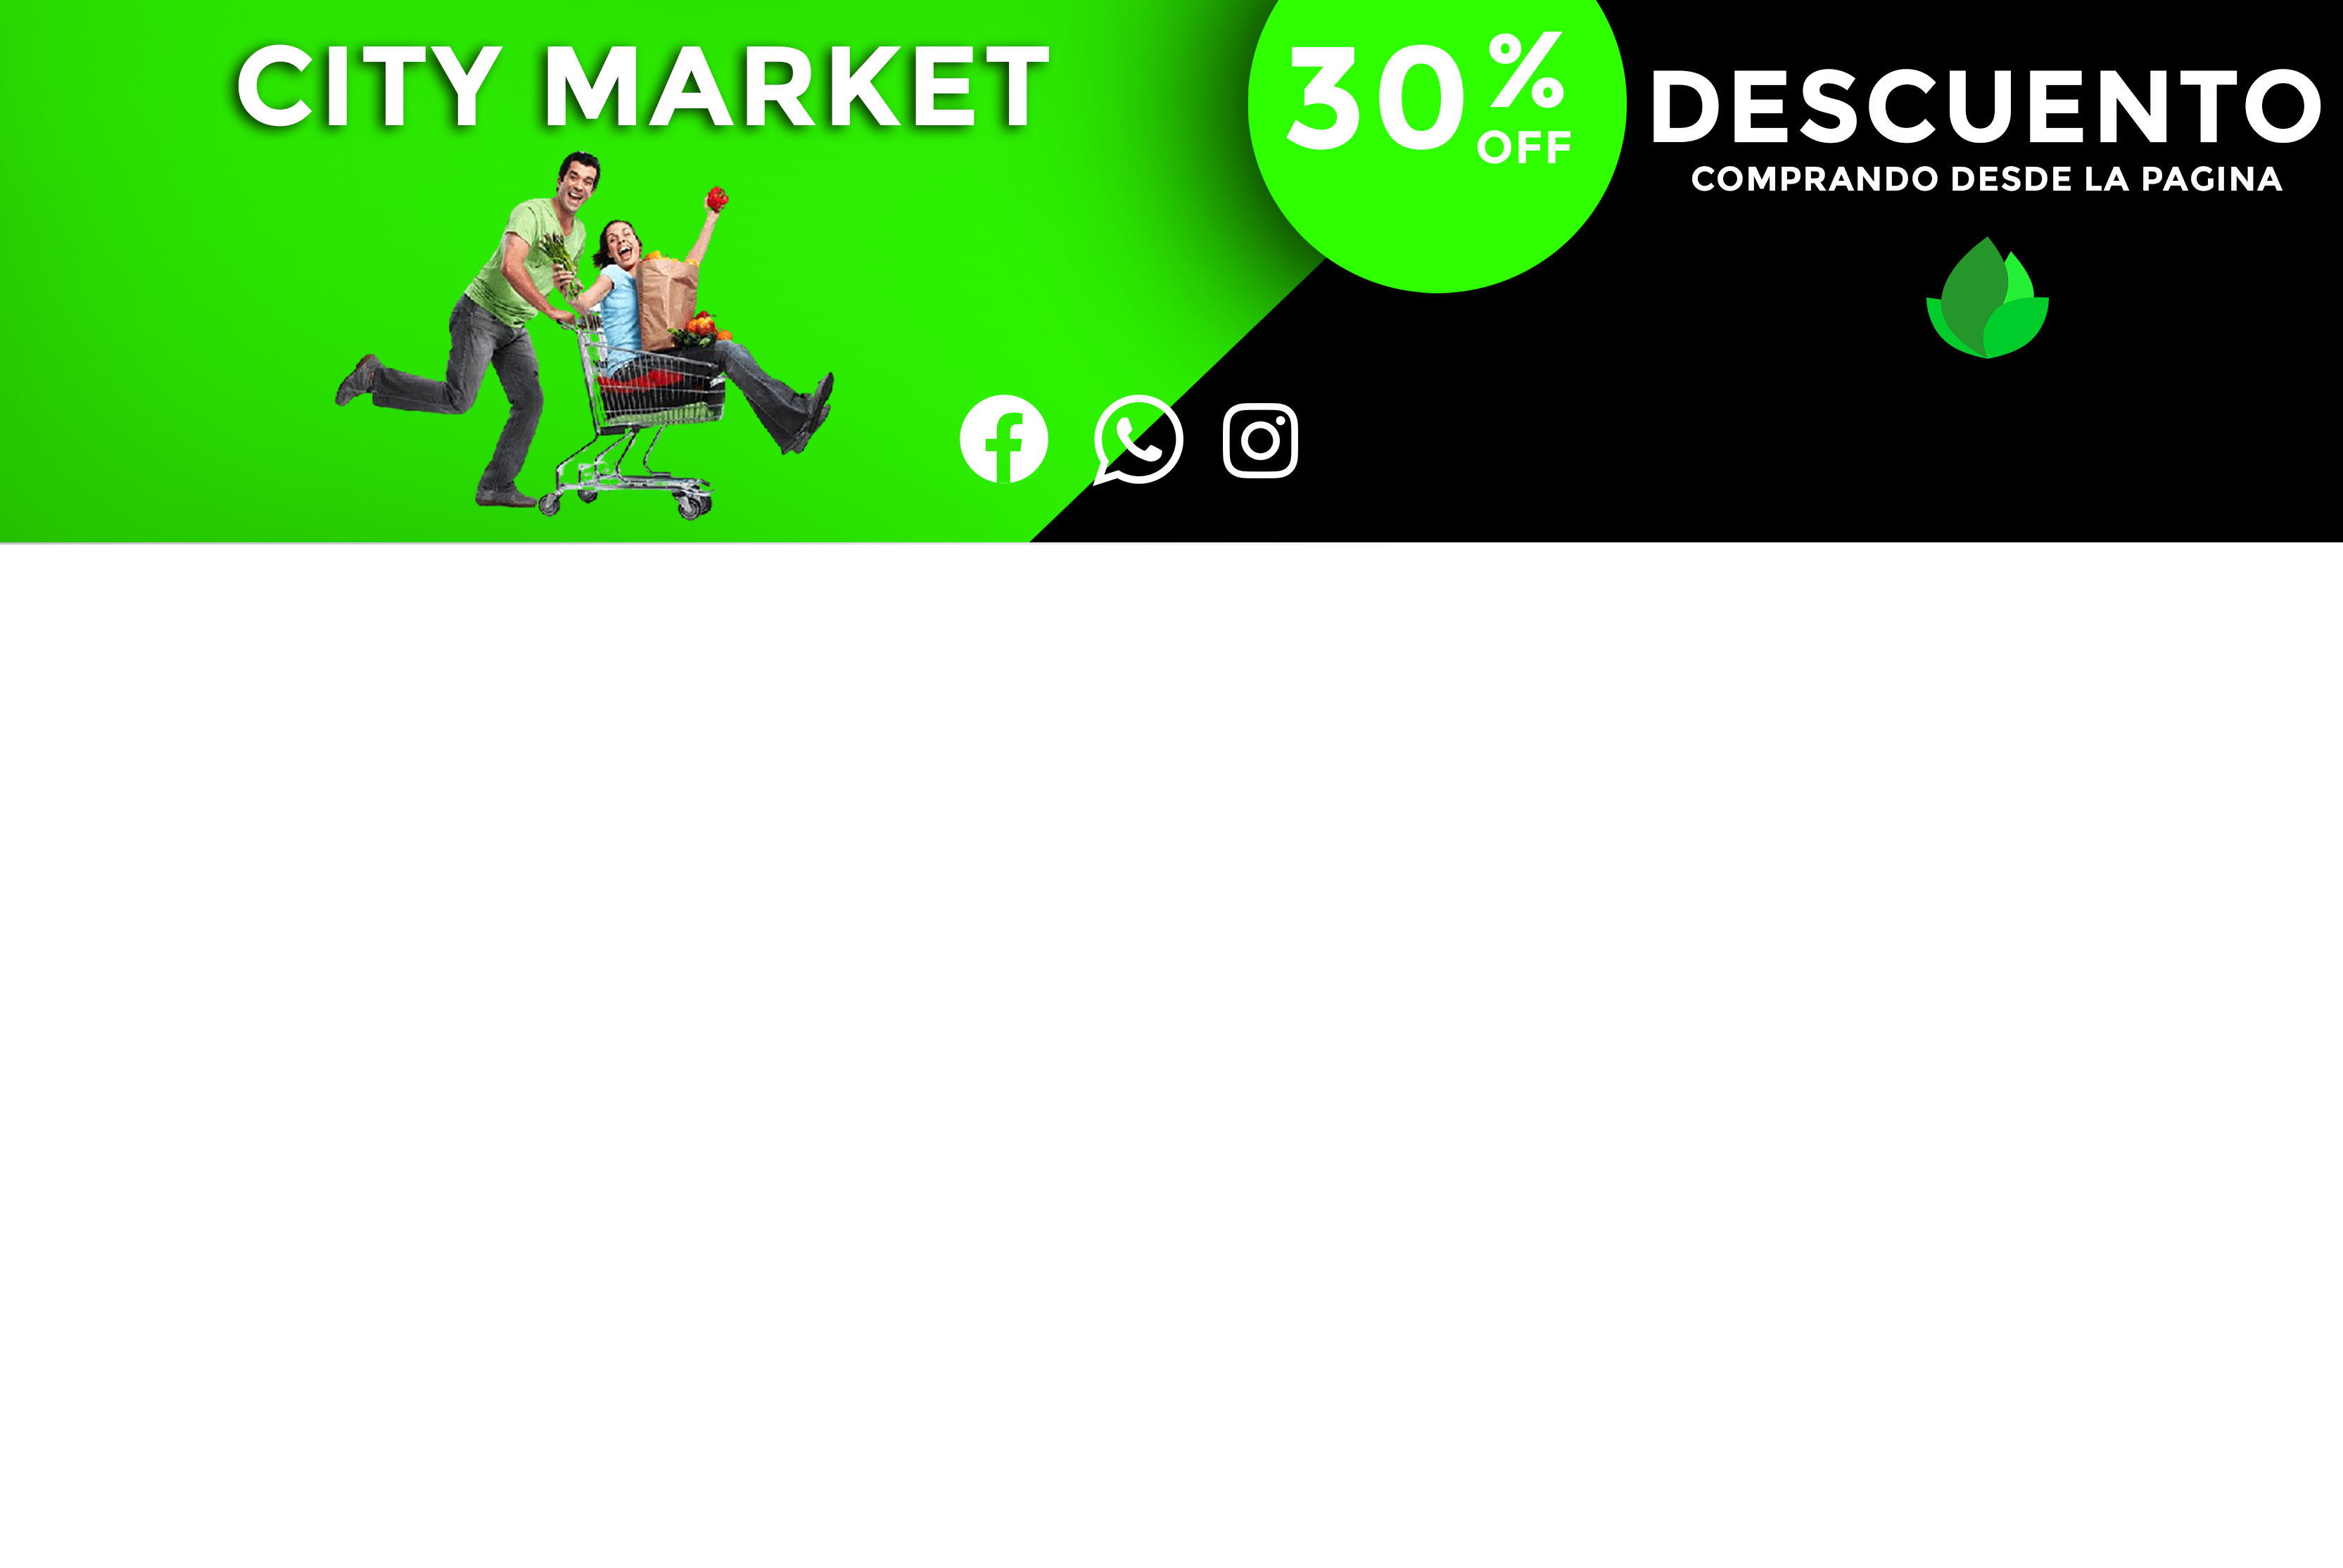 CITY MARKET
30%
OFF
DESCUENTO
COMPRANDO DESDE LA PAGINA